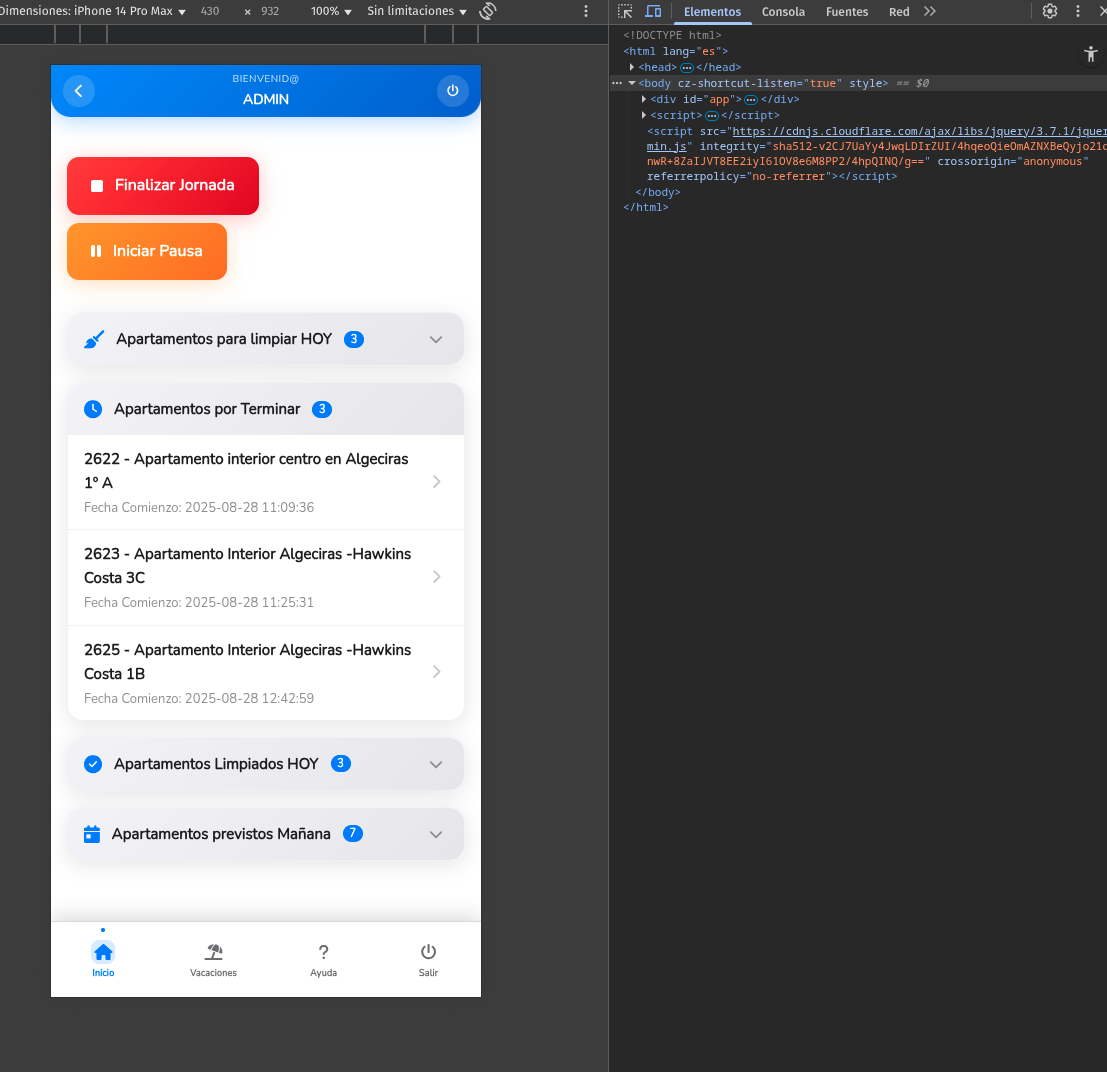 Dimensiones: iPhone 14 Pro Max 430 × 932 100% Sin limitaciones
BIENVENID@
ADMIN
Finalizar Jornada
Iniciar Pausa
Apartamentos para limpiar HOY 3
Apartamentos por Terminar 3
2622 - Apartamento interior centro en Algeciras
1º A
Fecha Comienzo: 2025-08-28 11:09:36
2623 - Apartamento Interior Algeciras -Hawkins
Costa 3C
Fecha Comienzo: 2025-08-28 11:25:31
2625 - Apartamento Interior Algeciras -Hawkins
Costa 1B
Fecha Comienzo: 2025-08-28 12:42:59
Apartamentos Limpiados HOY 3
Apartamentos previstos Mañana 7
Inicio Vacaciones Ayuda Salir
Elementos Consola Fuentes Red
<!DOCTYPE html>
<html lang="es">
<head> </head>
<body cz-shortcut-listen="true" style> == $0
<div id="app"> </div>
<script> </script>
<script src="https://cdnjs.cloudflare.com/ajax/libs/jquery/3.7.1/jquer
min.js" integrity="sha512-v2CJ7UaYy4JwqLDIrZUI/4hqeoQieOmAZNXBeQyjo21d
nwR+8ZaIJVT8EE2iyI61OV8e6M8PP2/4hpQINQ/g==" crossorigin="anonymous"
referrerpolicy="no-referrer"></script>
</body>
</html>